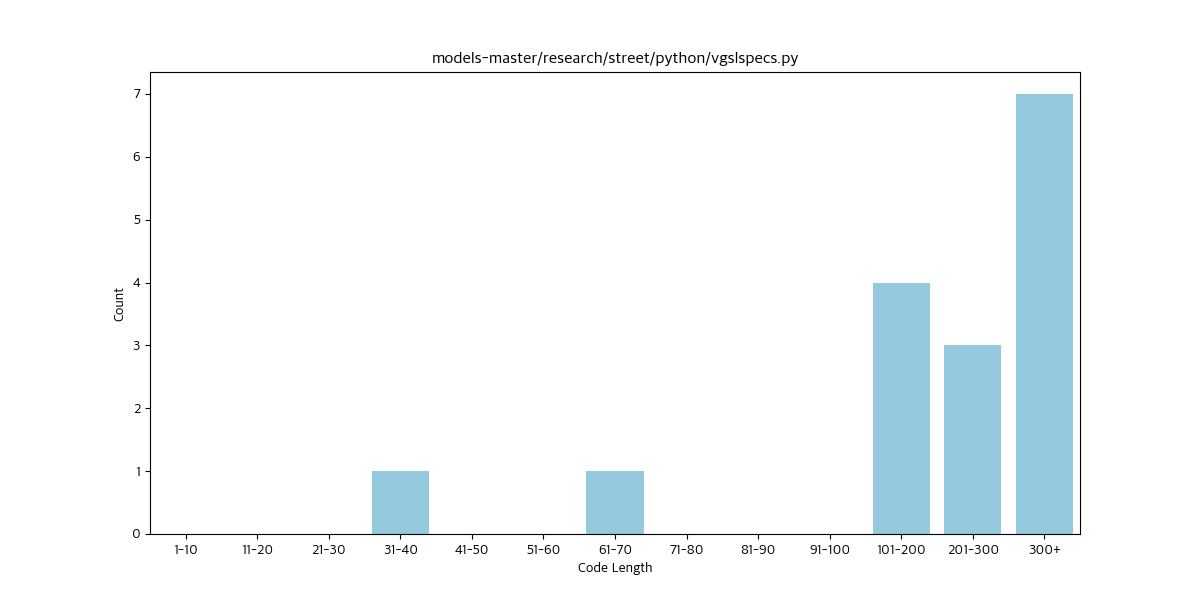 models-master/research/street/python/vgslspecs.py
7
6
5
4
3
2
1
0
Count
1-10 11-20 21-30 31-40 41-50 51-60 61-70 71-80 81-90 91-100 101-200 201-300 300+
Code Length